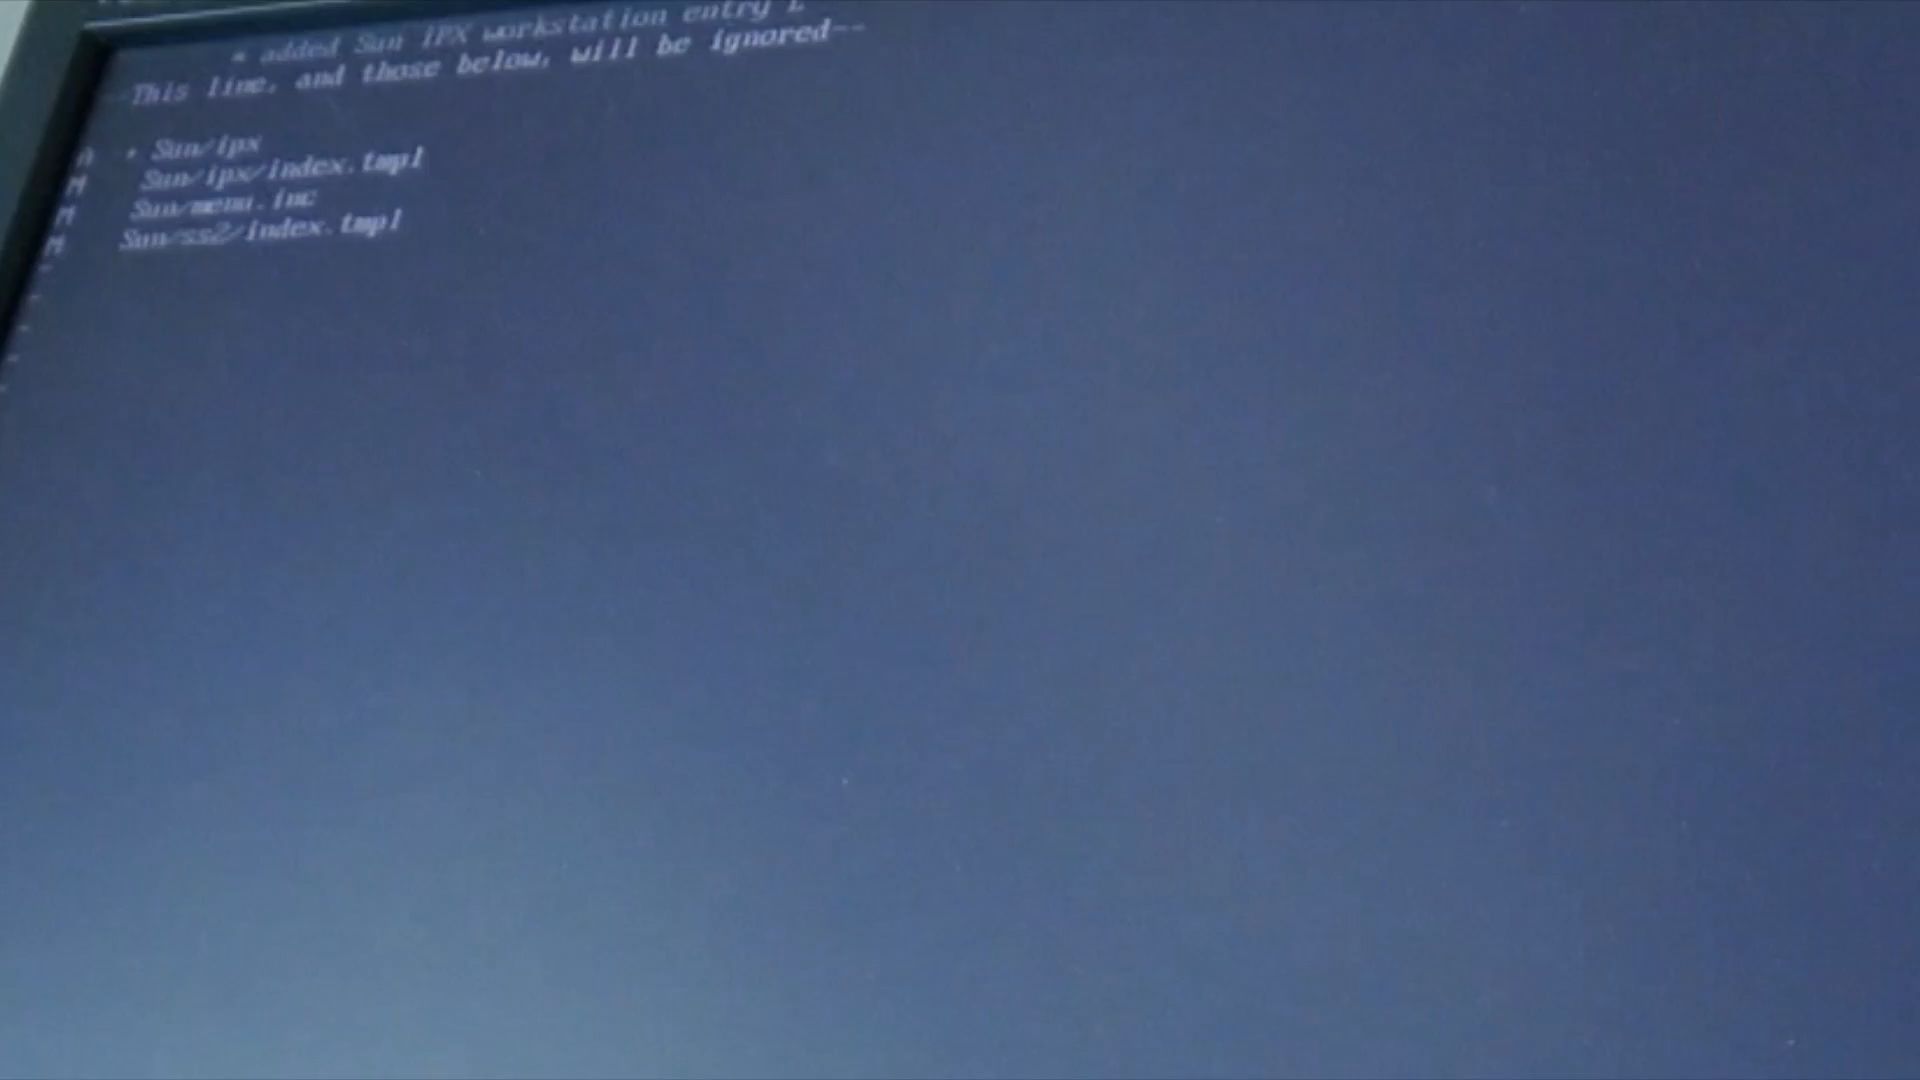 * added Sun IPX workstation entry
This line, and those below, will be ignored--
A + Sun/ipx
M Sun/ipx/index.tmpl
M Sun/menu.inc
M Sun/ss2/index.tmpl